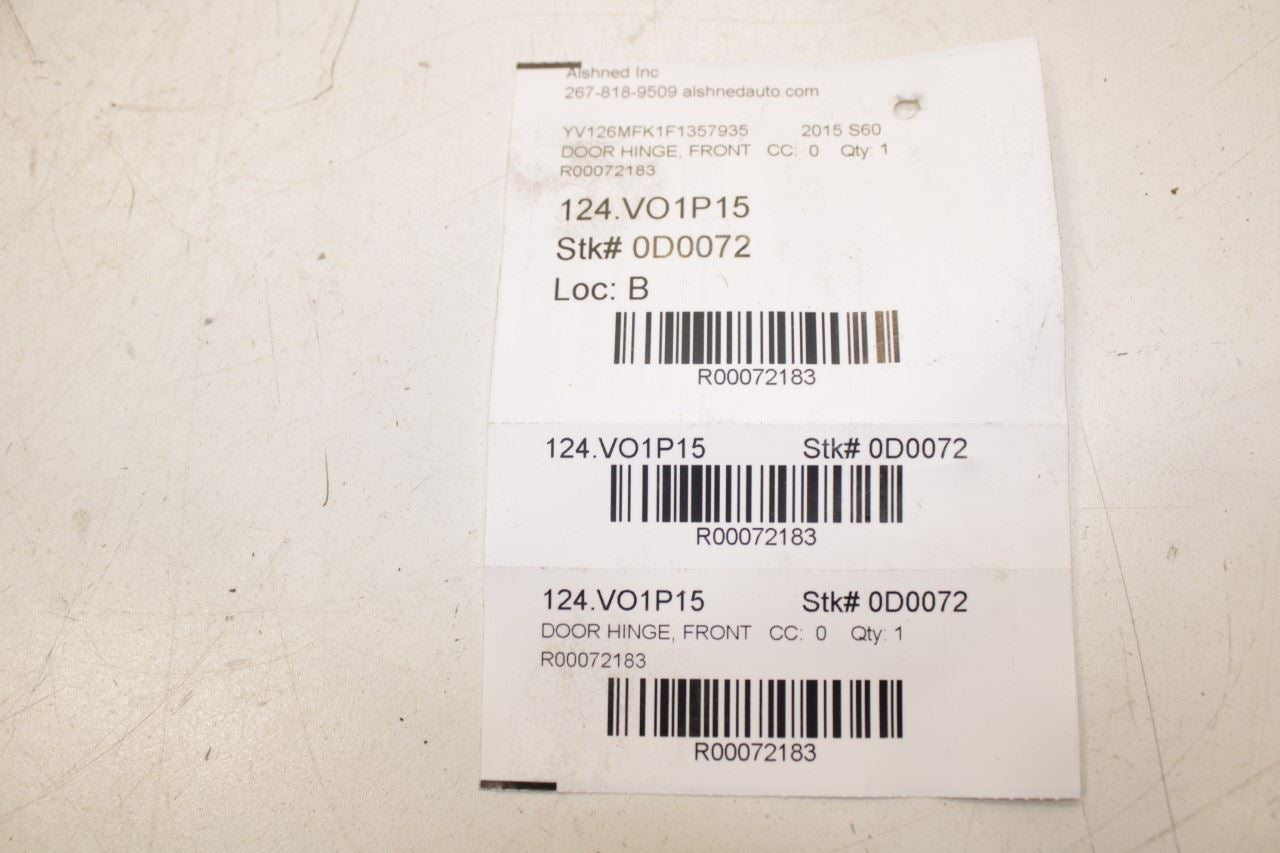 Alshned Inc
267-818-9509 alshnedauto.com
YV126MFK1F1357935 2015 S60
DOOR HINGE, FRONT CC: 0 Qty: 1
R00072183
124.VO1P15
Stk# 0D0072
Loc: B
R00072183
124.VO1P15 Stk# 0D0072
R00072183
124.VO1P15 Stk# 0D0072
DOOR HINGE, FRONT CC: 0 Qty: 1
R00072183
R00072183